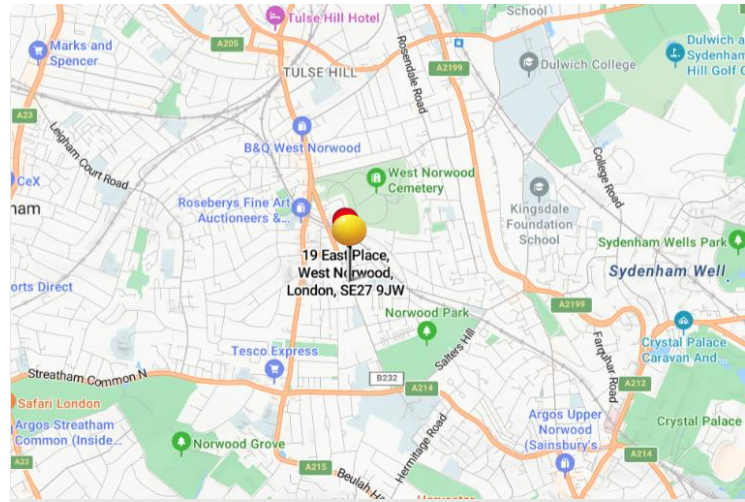 Tulse Hill Hotel
School
Marks and
Spencer
A205
Rosendale Road
TULSE HILL
A2199
Dulwich College
Dulwich a
Sydenham
Hill Golf C
A23
Leigham Court Road
B&Q West Norwood
College Road
CeX
West Norwood
Cemetery
ham
Roseberys Fine Art
Auctioneers &...
Kingsdale
Foundation
School
Sydenham Wells Park
19 East Place,
West Norwood,
London, SE27 9JW
Sydenham Well
orts Direct
Norwood Park
A2199
Tesco Express
Salters Hill
Crystal Palace
Caravan And...
Farquhar Road
Streatham Common N
B232
A214
A212
Safari London
Argos Streatham
Common (Inside...
Norwood Grove
Hermitage Road
Argos Upper
Norwood
(Sainsbury's...
Crystal Palace
A214
A23
A215
Beulah Hi